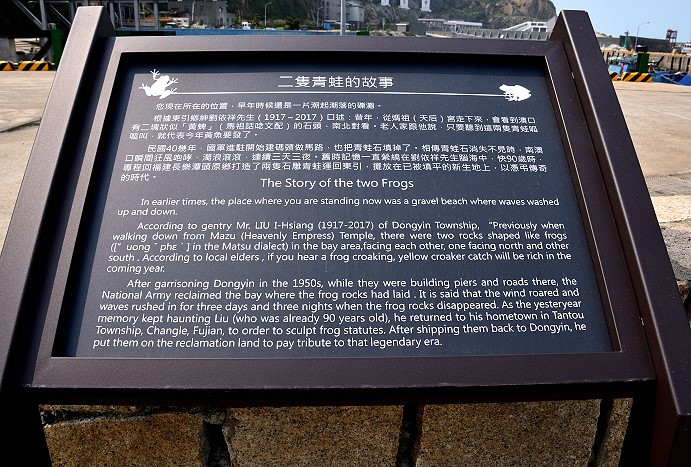 二隻青蛙的故事
您現在所在的位置，早年時候還是一片潮起潮落的礫灘。
根據東引鄉紳劉依祥先生（1917～2017）口述，昔年，從媽祖（天后）宮走下來，會看到澳口
有二塊狀似「黃蜱」（馬祖話唸文配）的石頭，南北對看。老人家跟他說，只要聽到這兩隻青蛙呱
呱叫，就代表今年黃魚要發了。
民國40幾年，國軍進駐開始建碼頭做馬路，也把青蛙石填掉了。相傳青蛙石消失不見時，南澳
口瞬間狂風咆哮，濁浪滾滾，連續三天三夜。舊時記憶一直縈繞在劉依祥先生腦海中，快90歲時，
專程回福建長樂潭頭原鄉打造了兩隻石雕青蛙運回東引，擺放在已被填平的新生地上，以憑弔傳奇
的時代。
The Story of the two Frogs
In earlier times, the place where you are standing now was a gravel beach where waves washed
up and down.
According to gentry Mr. LIU I-Hsiang (1917-2017) of Dongyin Township, "Previously when
walking down from Mazu (Heavenly Empress) Temple, there were two rocks shaped like frogs
([ˇuongˇpheˋ] in the Matsu dialect) in the bay area,facing each other, one facing north and other
south . According to local elders , if you hear a frog croaking, yellow croaker catch will be rich in the
coming year.
After garrisoning Dongyin in the 1950s, while they were building piers and roads there, the
National Army reclaimed the bay where the frog rocks had laid . It is said that the wind roared and
waves rushed in for three days and three nights when the frog rocks disappeared. As the yesteryear
memory kept haunting Liu (who was already 90 years old), he returned to his hometown in Tantou
Township, Changle, Fujian, to order to sculpt frog statutes. After shipping them back to Dongyin, he
put them on the reclamation land to pay tribute to that legendary era.